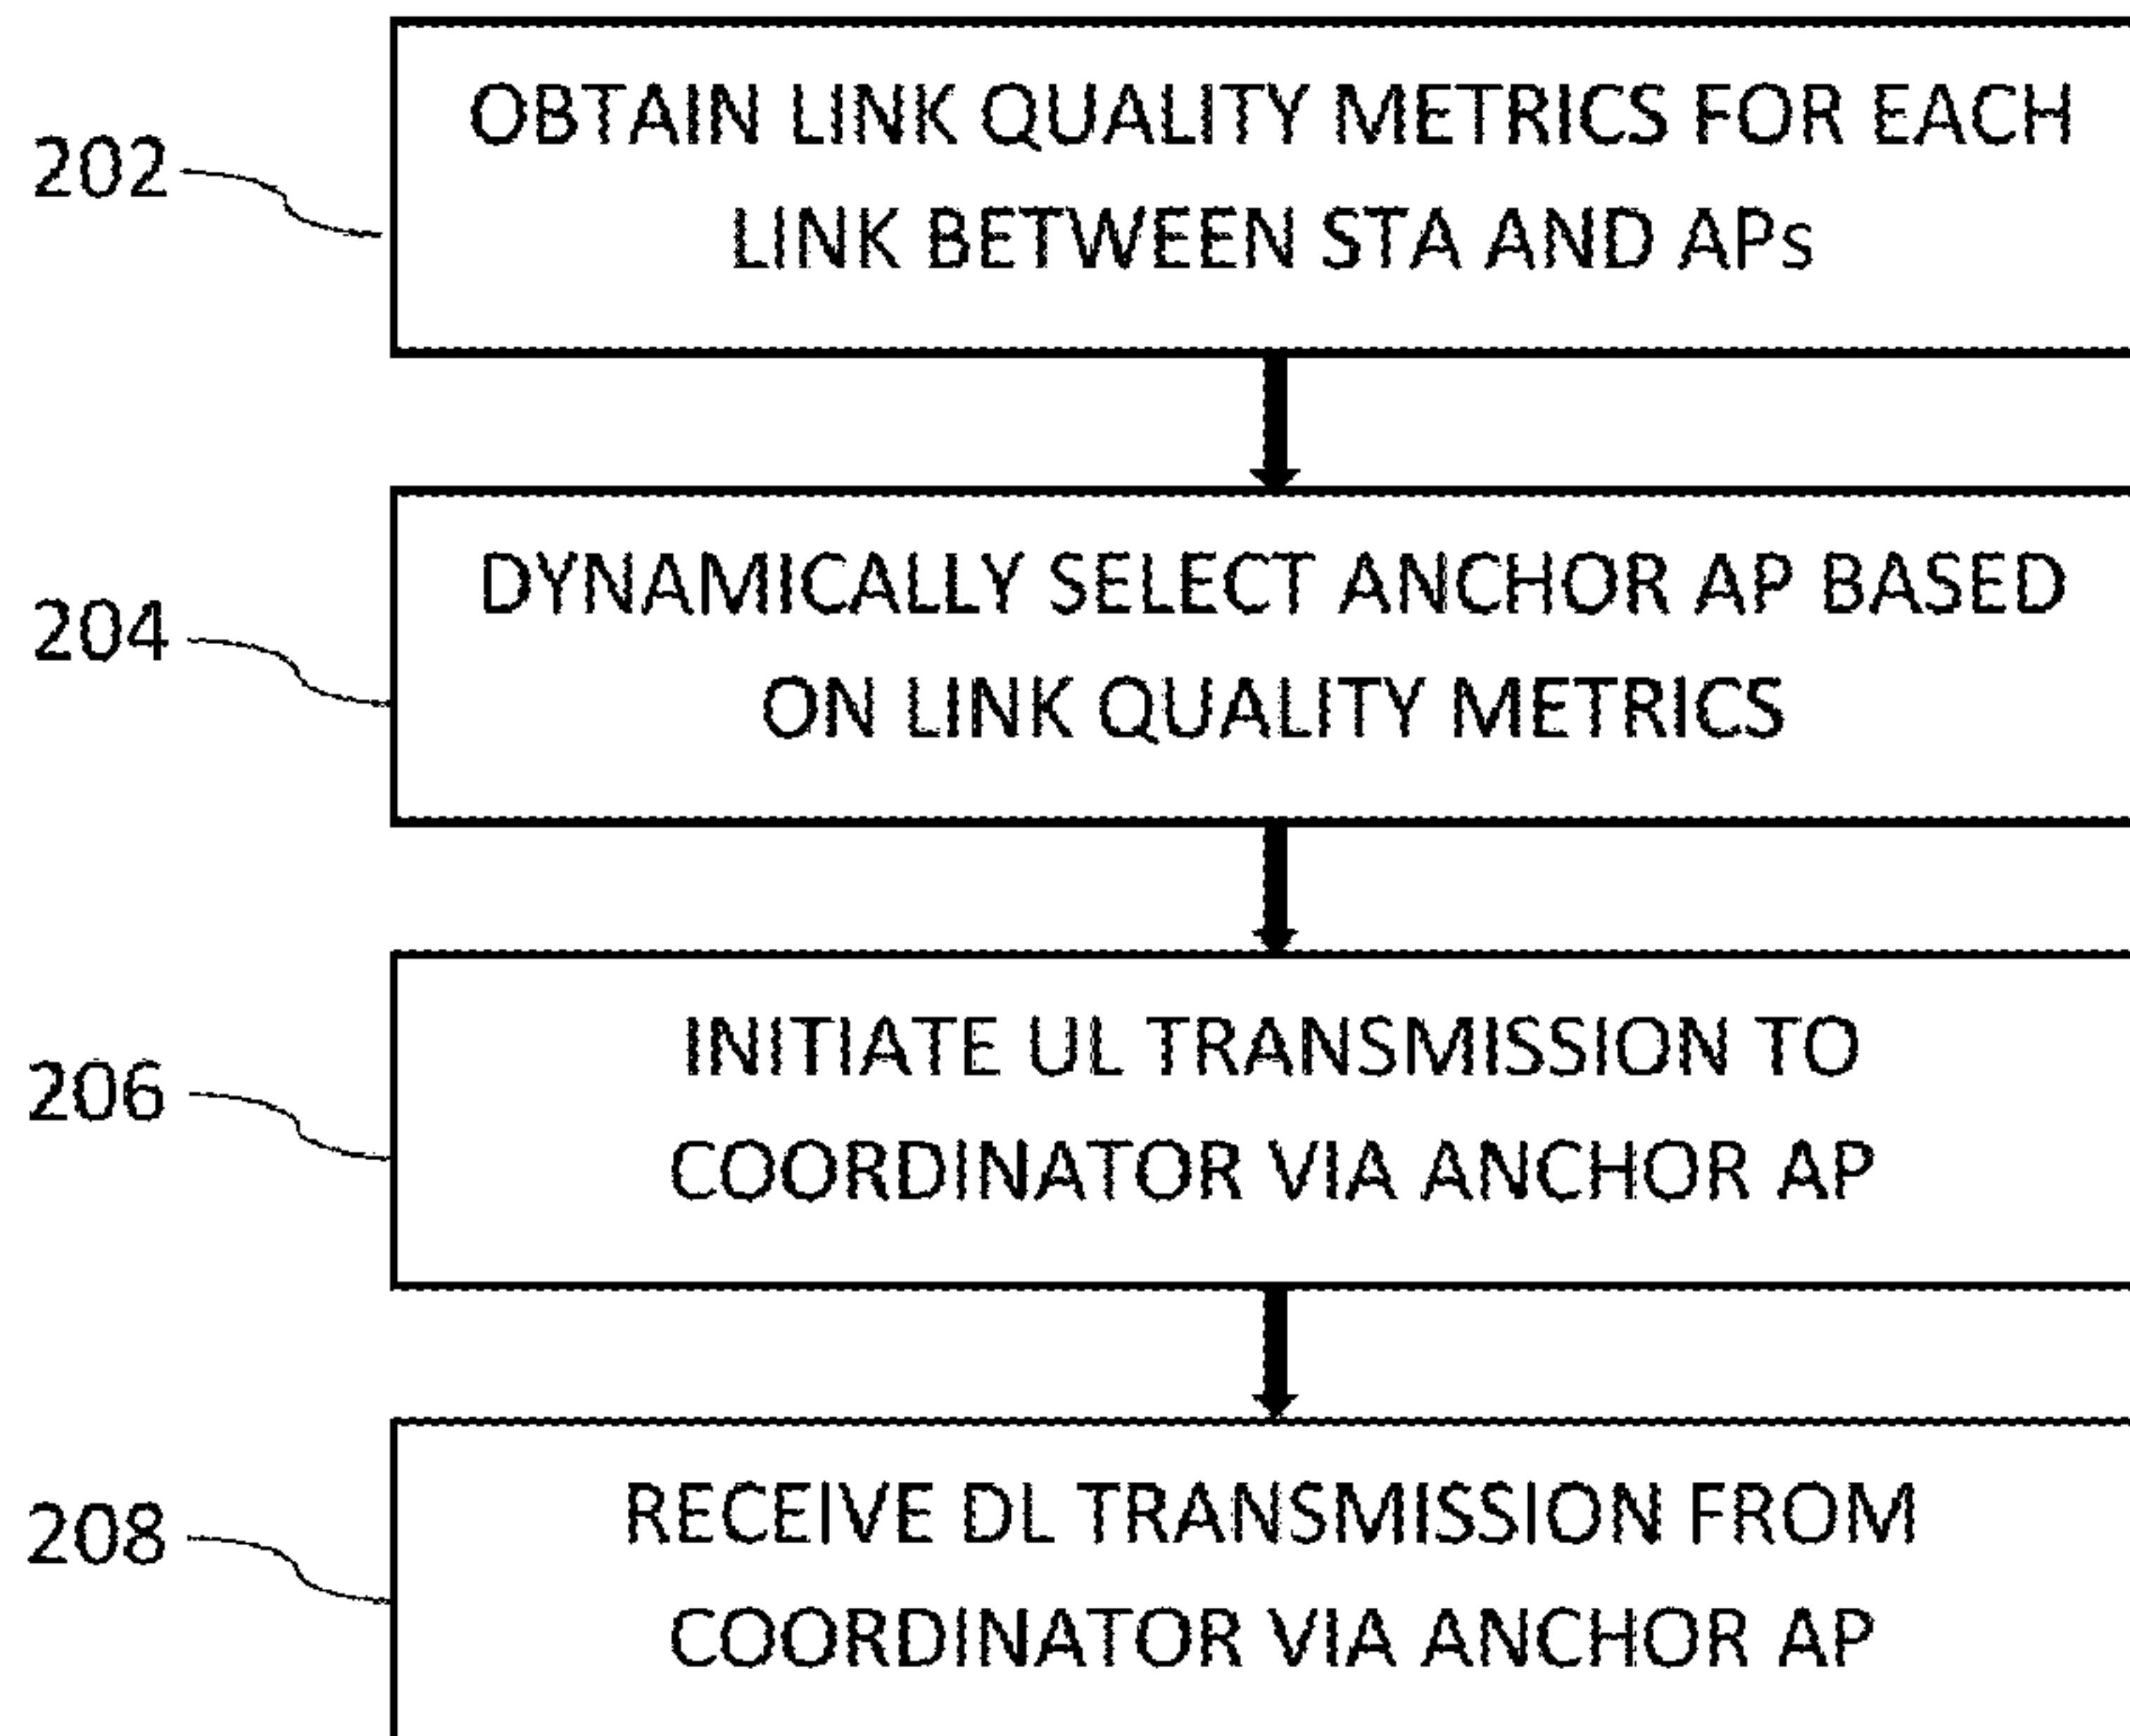 202
OBTAIN LINK QUALITY METRICS FOR EACH
LINK BETWEEN STA AND APs
204
DYNAMICALLY SELECT ANCHOR AP BASED
ON LINK QUALITY METRICS
206
INITIATE UL TRANSMISSION TO
COORDINATOR VIA ANCHOR AP
208
RECEIVE DL TRANSMISSION FROM
COORDINATOR VIA ANCHOR AP